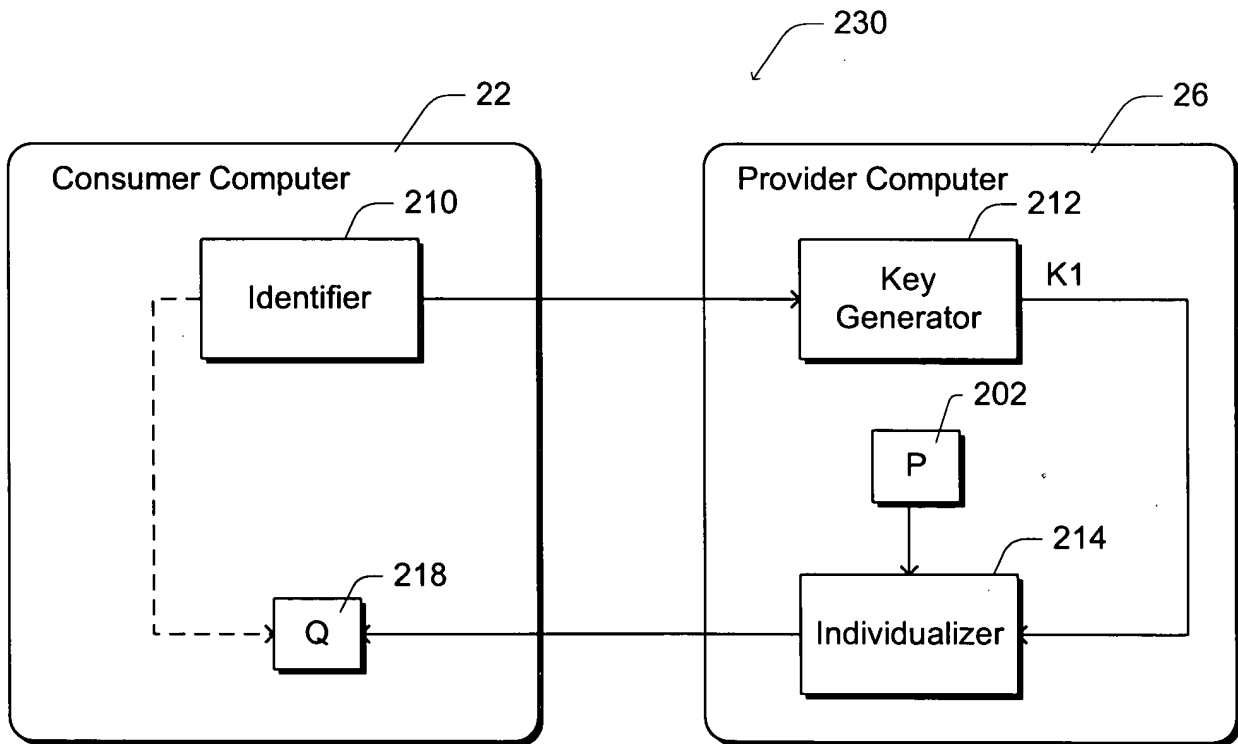 230
22
26
Consumer Computer
Provider Computer
210
212
Identifier
Key
Generator
K1
202
P
214
218
Q
Individualizer